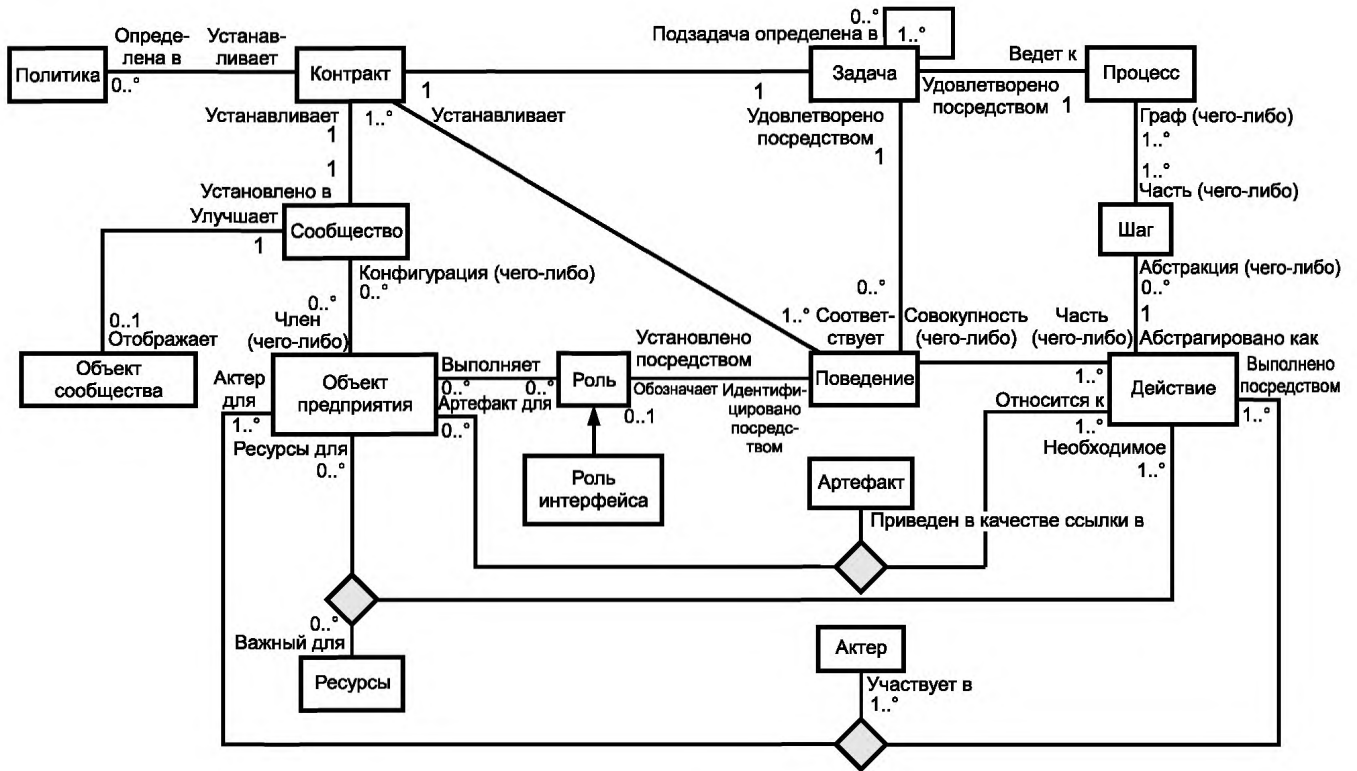 0..°
Подзадача определена в
1..°
Опреде-
лена в
Устанав-
ливает
Ведет к
Политика
0..°
Контракт
1
1
Задача
Удовлетворено
посредством
1
Процесс
Устанавливает
1
1..°
Устанавливает
Удовлетворено
посредством
1
Граф (чего-либо)
1..°
1
Установлено в
1..°
Часть (чего-либо)
Улучшает
1
Сообщество
Шаг
Конфигурация (чего-либо)
0..°
Абстракция (чего-либо)
0..°
0..°
Член
(чего-либо)
0..°
1..°
Соответ-
ствует
Совокупность
(чего-либо)
Часть
(чего-либо)
1
Абстрагировано как
0..1
Отображает
Установлено
посредством
Объект
сообщества
Актер
для
1..°
Объект
предприятия
Выполняет
0..°
0..°
Артефакт для
0..°
Роль
Обозначает
0..1
Идентифи-
цировано
посредс-
твом
Поведение
1..°
Действие
Выполнено
посредством
1..°
Относится к
1..°
Ресурсы для
0..°
Необходимое
1..°
Роль
интерфейса
Артефакт
Приведен в качестве ссылки в
0..°
Важный для
Ресурсы
Актер
Участвует в
1..°